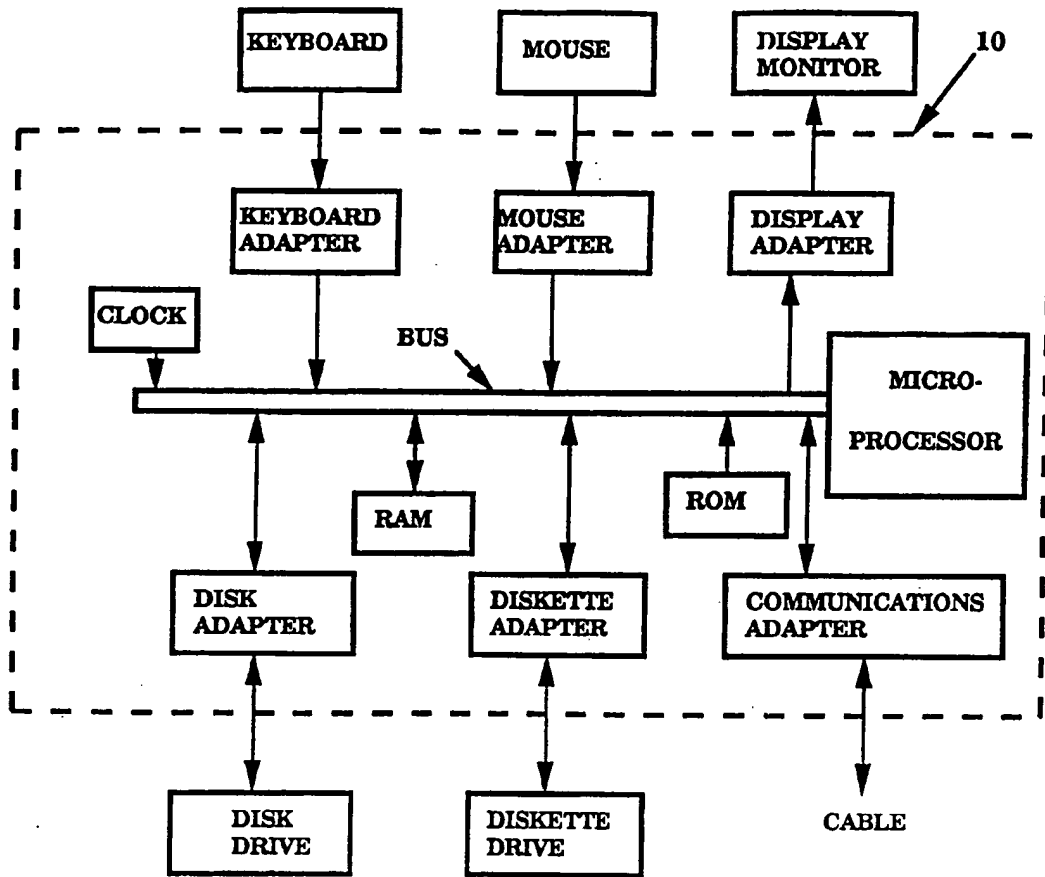 KEYBOARD
MOUSE
DISPLAY
MONITOR
10
KEYBOARD
ADAPTER
MOUSE
ADAPTER
DISPLAY
ADAPTER
CLOCK
BUS
MICRO-
PROCESSOR
RAM
ROM
DISK
ADAPTER
DISKETTE
ADAPTER
COMMUNICATIONS
ADAPTER
DISK
DRIVE
DISKETTE
DRIVE
CABLE